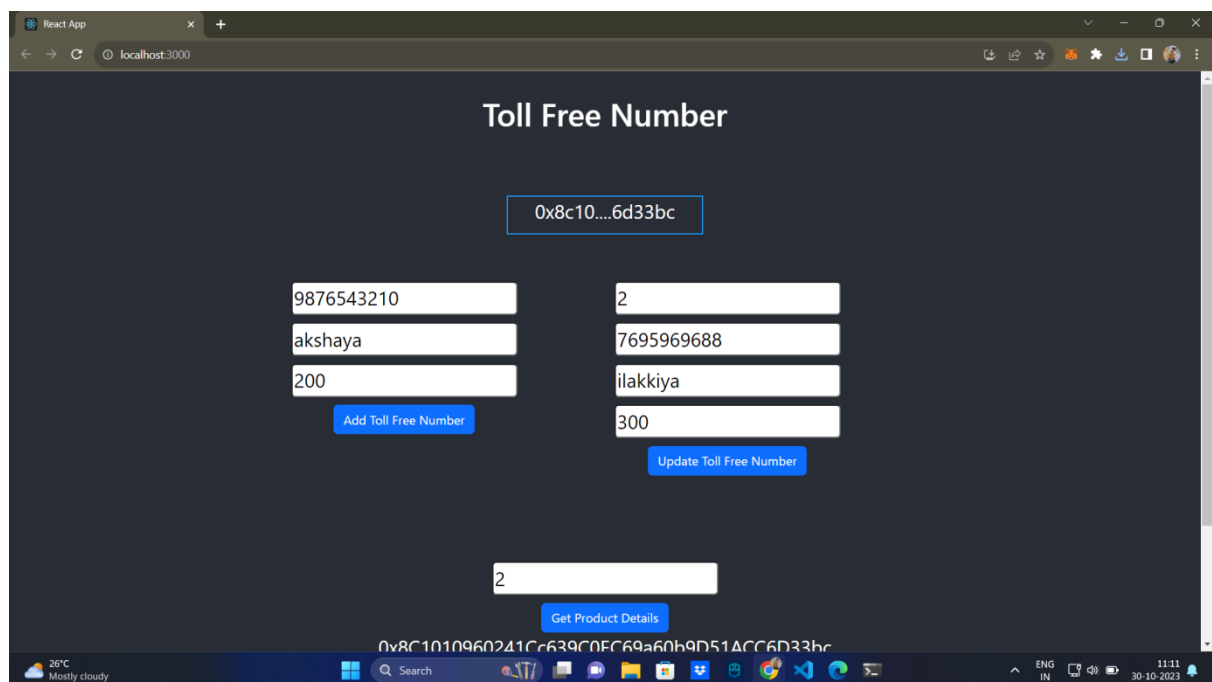 React App
localhost:3000
Toll Free Number
0x8c10....6d33bc
9876543210
akshaya
200
Add Toll Free Number
2
7695969688
ilakkiya
300
Update Toll Free Number
2
Get Product Details
0x8C1010960241Cc639C0FC69a60b9D51ACC6D33bc
26°C
Mostly cloudy
Search
ENG
IN
11:11
30-10-2023